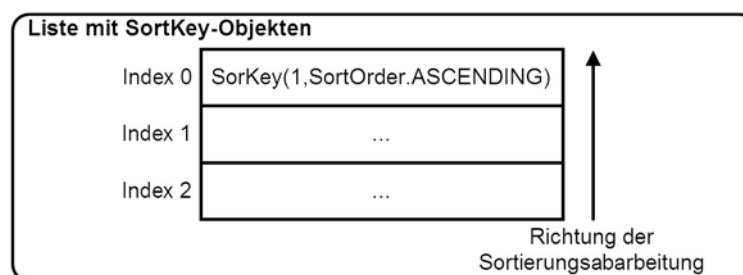 Liste mit SortKey-Objekten
Index 0 SorKey(1,SortOrder.ASCENDING)
Index 1 ...
Index 2 ...
Richtung der
Sortierungsabarbeitung